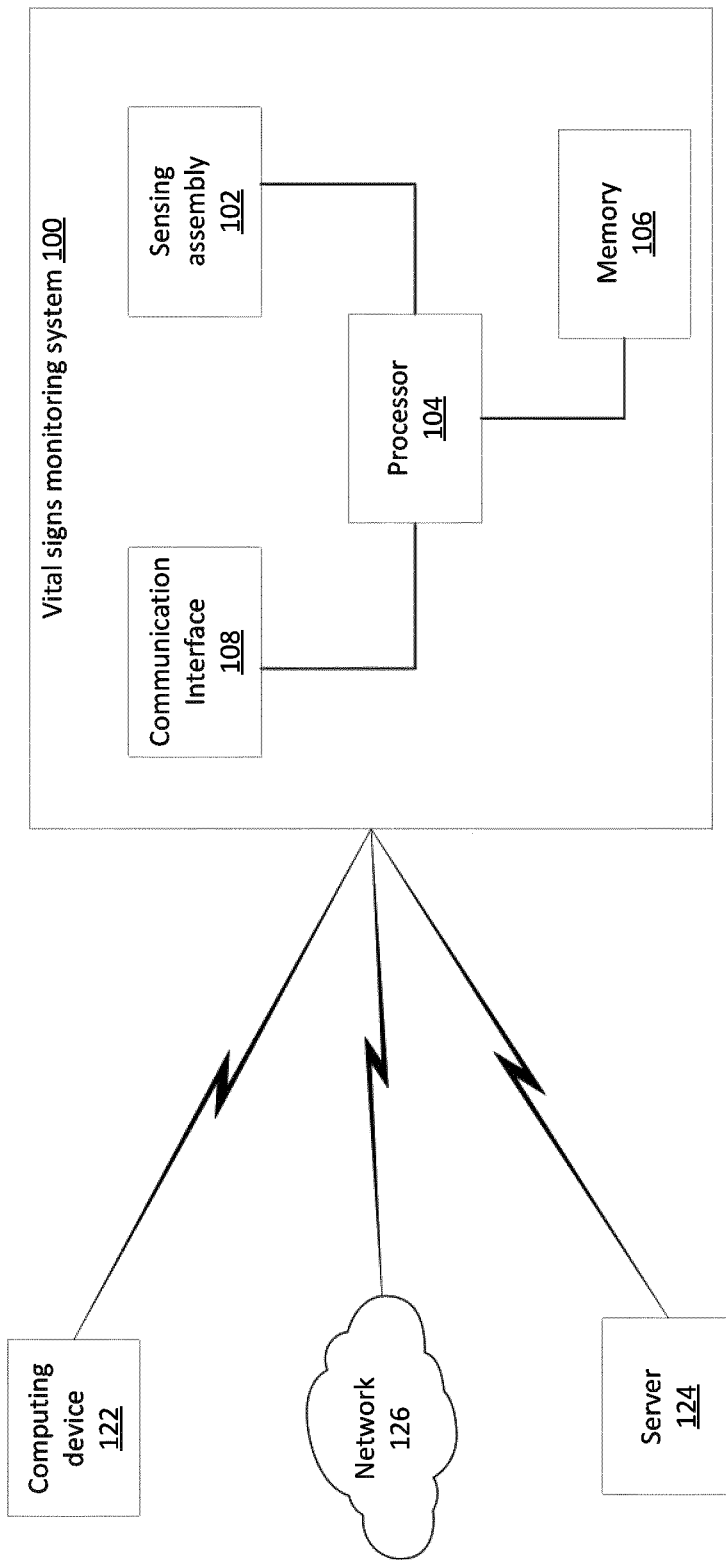 Vital signs monitoring system 100
Communication
Interface
108
Sensing
assembly
102
Processor
104
Memory
106
Computing
device
122
Network
126
Server
124